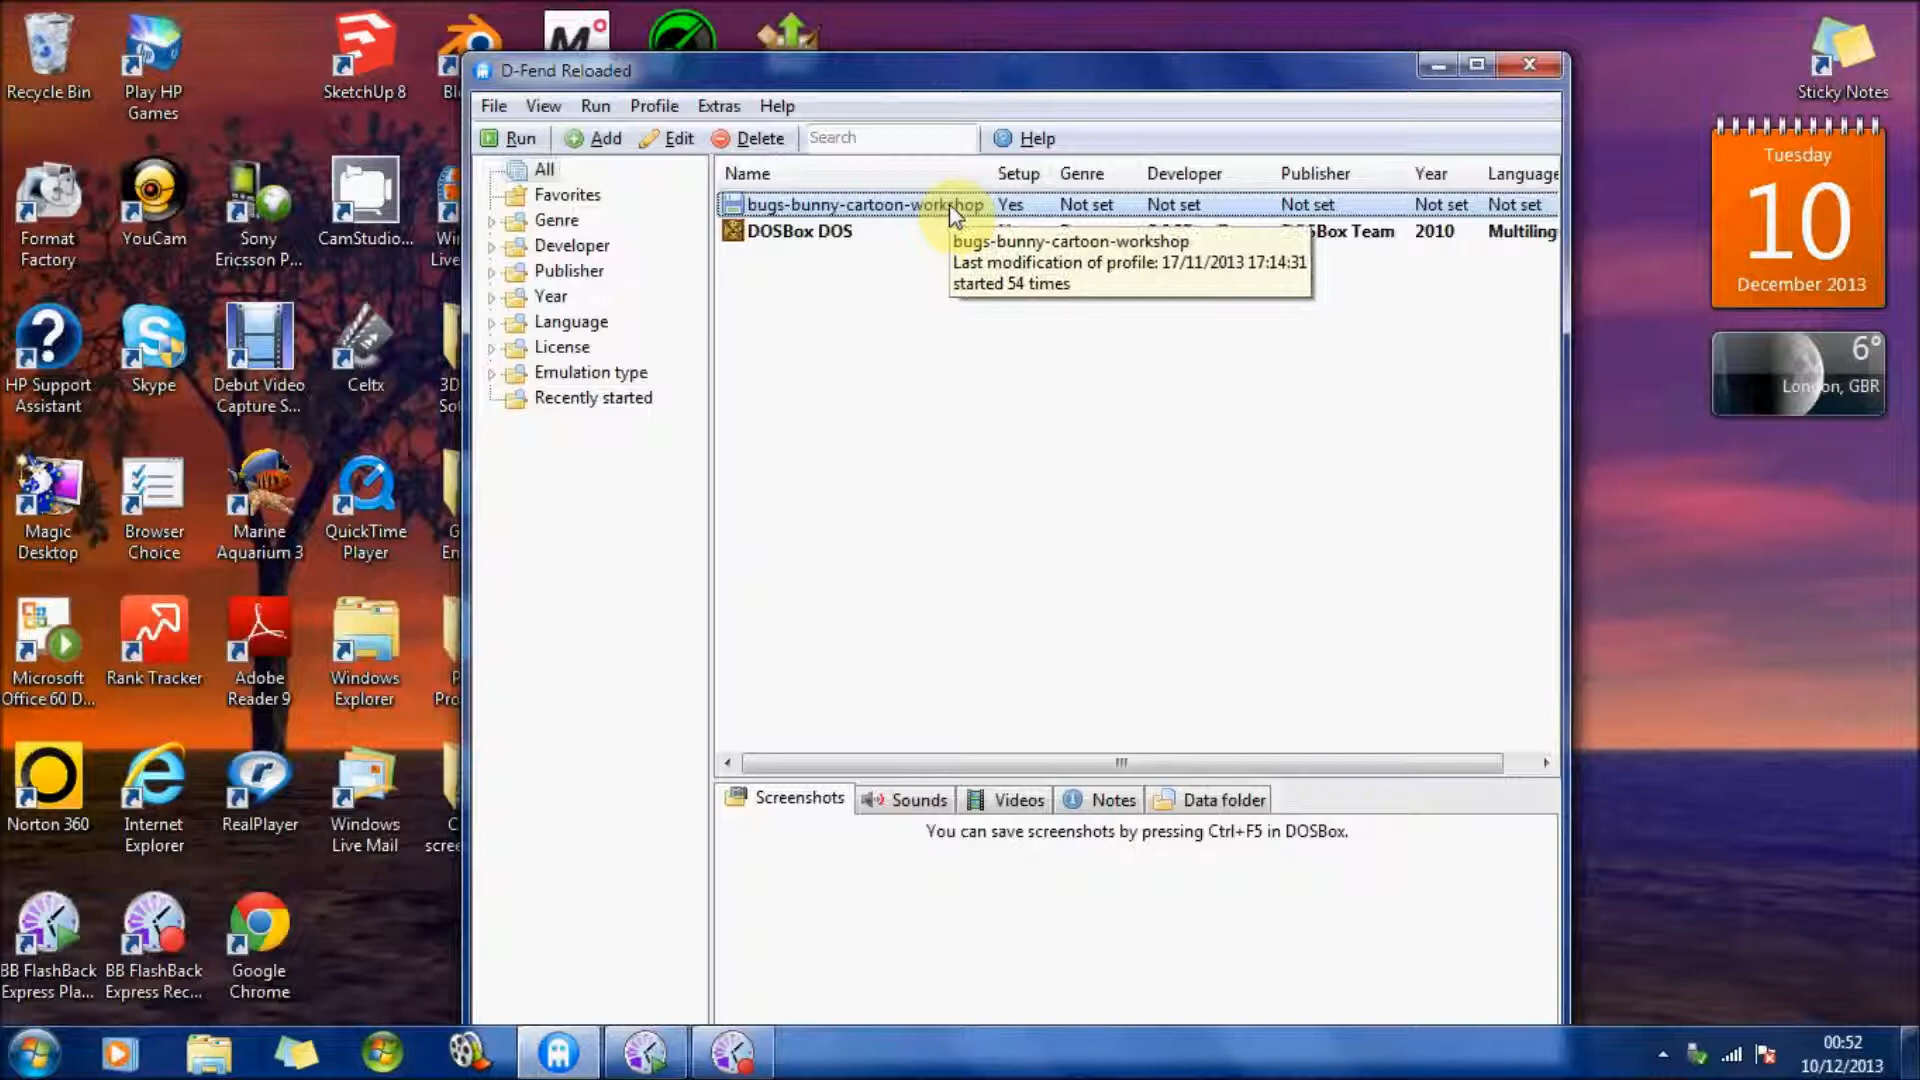 Recycle Bin
Play HP
Games
SketchUp 8
Sticky Notes
D-Fend Reloaded
File View Run Profile Extras Help
Run Add Edit Delete Search Help
All
Favorites
Genre
Developer
Publisher
Year
Language
License
Emulation type
Recently started
Name Setup Genre Developer Publisher Year Language
bugs-bunny-cartoon-workshop Yes Not set Not set Not set Not set Not set
DOSBox DOS Box Team 2010 Multiling
bugs-bunny-cartoon-workshop
Last modification of profile: 17/11/2013 17:14:31
started 54 times
Tuesday
10
December 2013
6°
London, GBR
Format
Factory
YouCam
Sony
Ericsson P...
CamStudio...
HP Support
Assistant
Skype
Debut Video
Capture S...
Celtx
Magic
Desktop
Browser
Choice
Marine
Aquarium 3
QuickTime
Player
Microsoft
Office 60 D...
Rank Tracker
Adobe
Reader 9
Windows
Explorer
Norton 360
Internet
Explorer
RealPlayer
Windows
Live Mail
BB FlashBack
Express Pla...
BB FlashBack
Express Rec...
Google
Chrome
Screenshots Sounds Videos Notes Data folder
You can save screenshots by pressing Ctrl+F5 in DOSBox.
00:52
10/12/2013